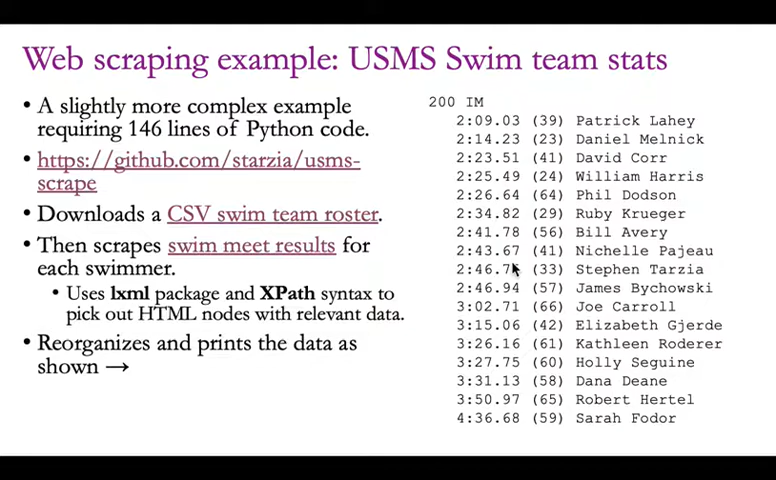 Web scraping example: USMS Swim team stats
• A slightly more complex example
requiring 146 lines of Python code.
• https://github.com/starzia/usms-
scrape
• Downloads a CSV swim team roster.
• Then scrapes swim meet results for
each swimmer.
• Uses lxml package and XPath syntax to
pick out HTML nodes with relevant data.
• Reorganizes and prints the data as
shown →
200 IM
2:09.03 (39) Patrick Lahey
2:14.23 (23) Daniel Melnick
2:23.51 (41) David Corr
2:25.49 (24) William Harris
2:26.64 (64) Phil Dodson
2:34.82 (29) Ruby Krueger
2:41.78 (56) Bill Avery
2:43.67 (41) Nichelle Pajeau
(33) Stephen Tarzia
2:46.94 (57) James Bychowski
3:02.71 (66) Joe Carroll
3:15.06 (42) Elizabeth Gjerde
3:26.16 (61) Kathleen Roderer
3:27.75 (60) Holly Seguine
3:31.13 (58) Dana Deane
3:50.97 (65) Robert Hertel
4:36.68 (59) Sarah Fodor